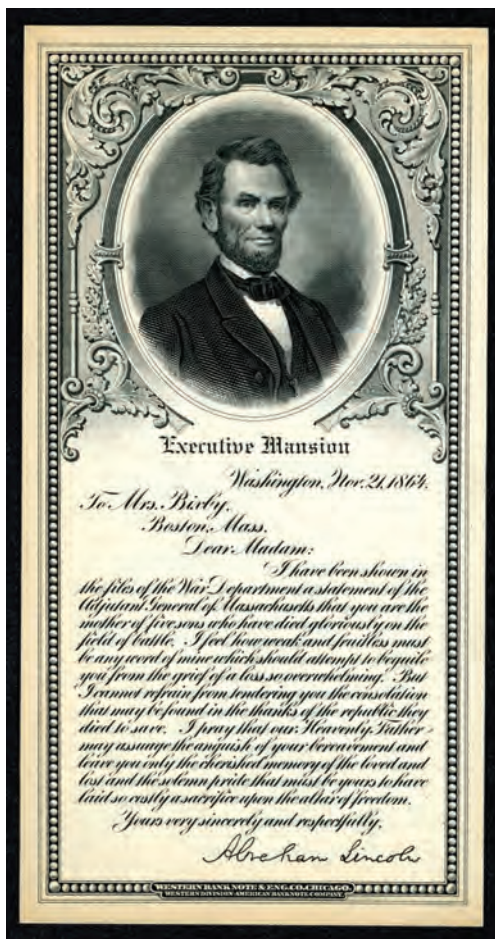 Executive Mansion
Washington, Nov. 21, 1864.
To Mrs. Bixby,
Boston, Mass.
Dear Madam:
I have been shown in
the files of the War Department a statement of the
Adjutant General of Massachusetts that you are the
mother of five sons who have died gloriously on the
field of battle. I feel how weak and fruitless must
be any word of mine which should attempt to beguile
you from the grief of a loss so overwhelming. But
I cannot refrain from tendering you the consolation
that may be found in the thanks of the republic they
died to save. I pray that our Heavenly Father
may assuage the anguish of your bereavement and
leave you only the cherished memory of the loved and
lost and the solemn pride that must be yours to have
laid so costly a sacrifice upon the altar of freedom.
Yours very sincerely and respectfully,
Abraham Lincoln
WESTERN BANK NOTE & ENG. CO. CHICAGO.
WESTERN DIVISION AMERICAN BANK NOTE COMPANY.